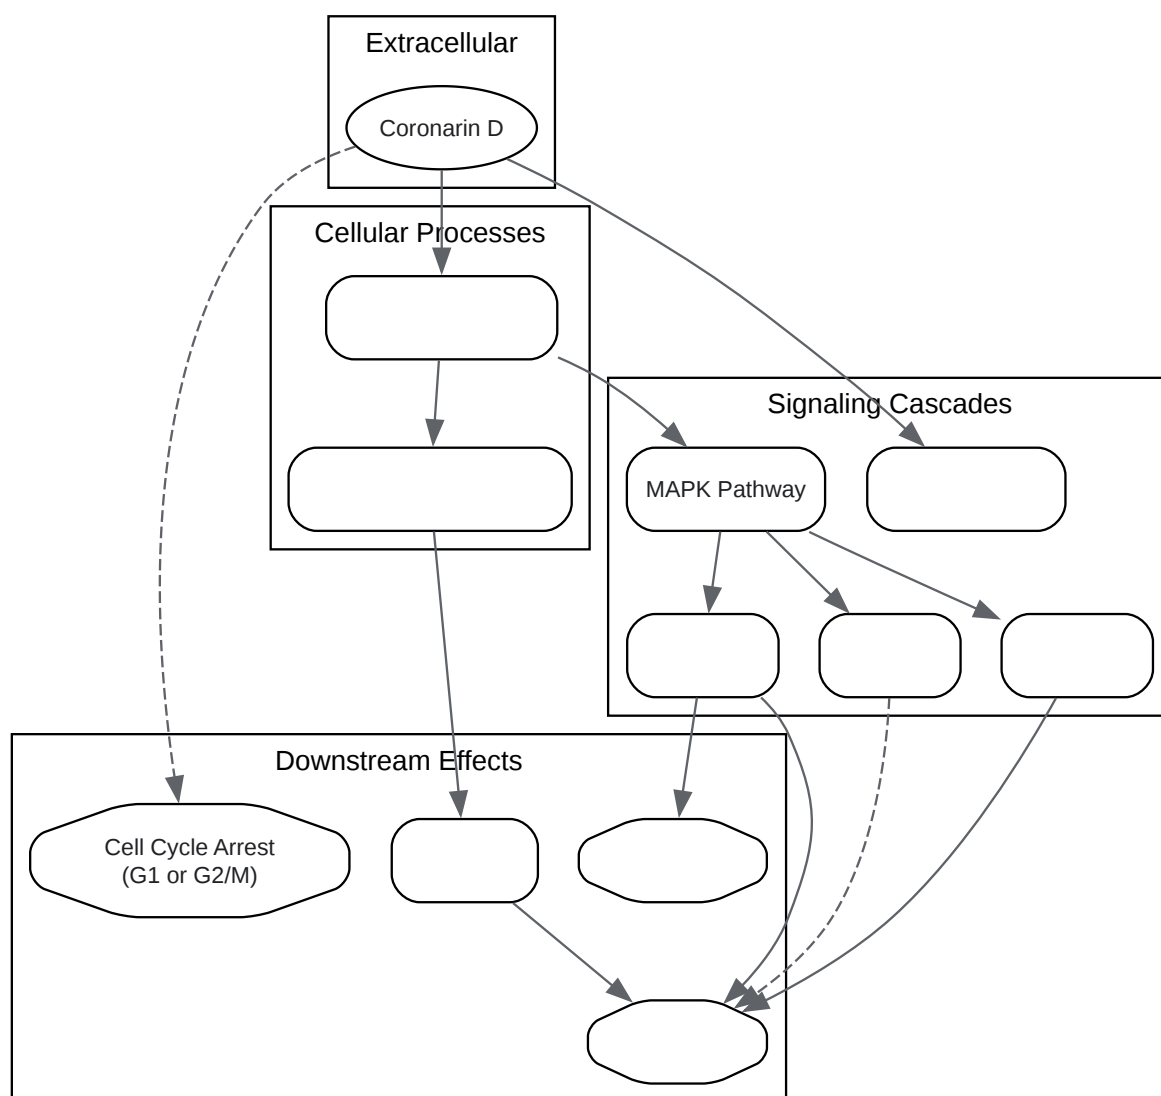 Extracellular
Coronarin D
Cellular Processes
Signaling Cascades
MAPK Pathway
Downstream Effects
Cell Cycle Arrest
(G1 or G2/M)